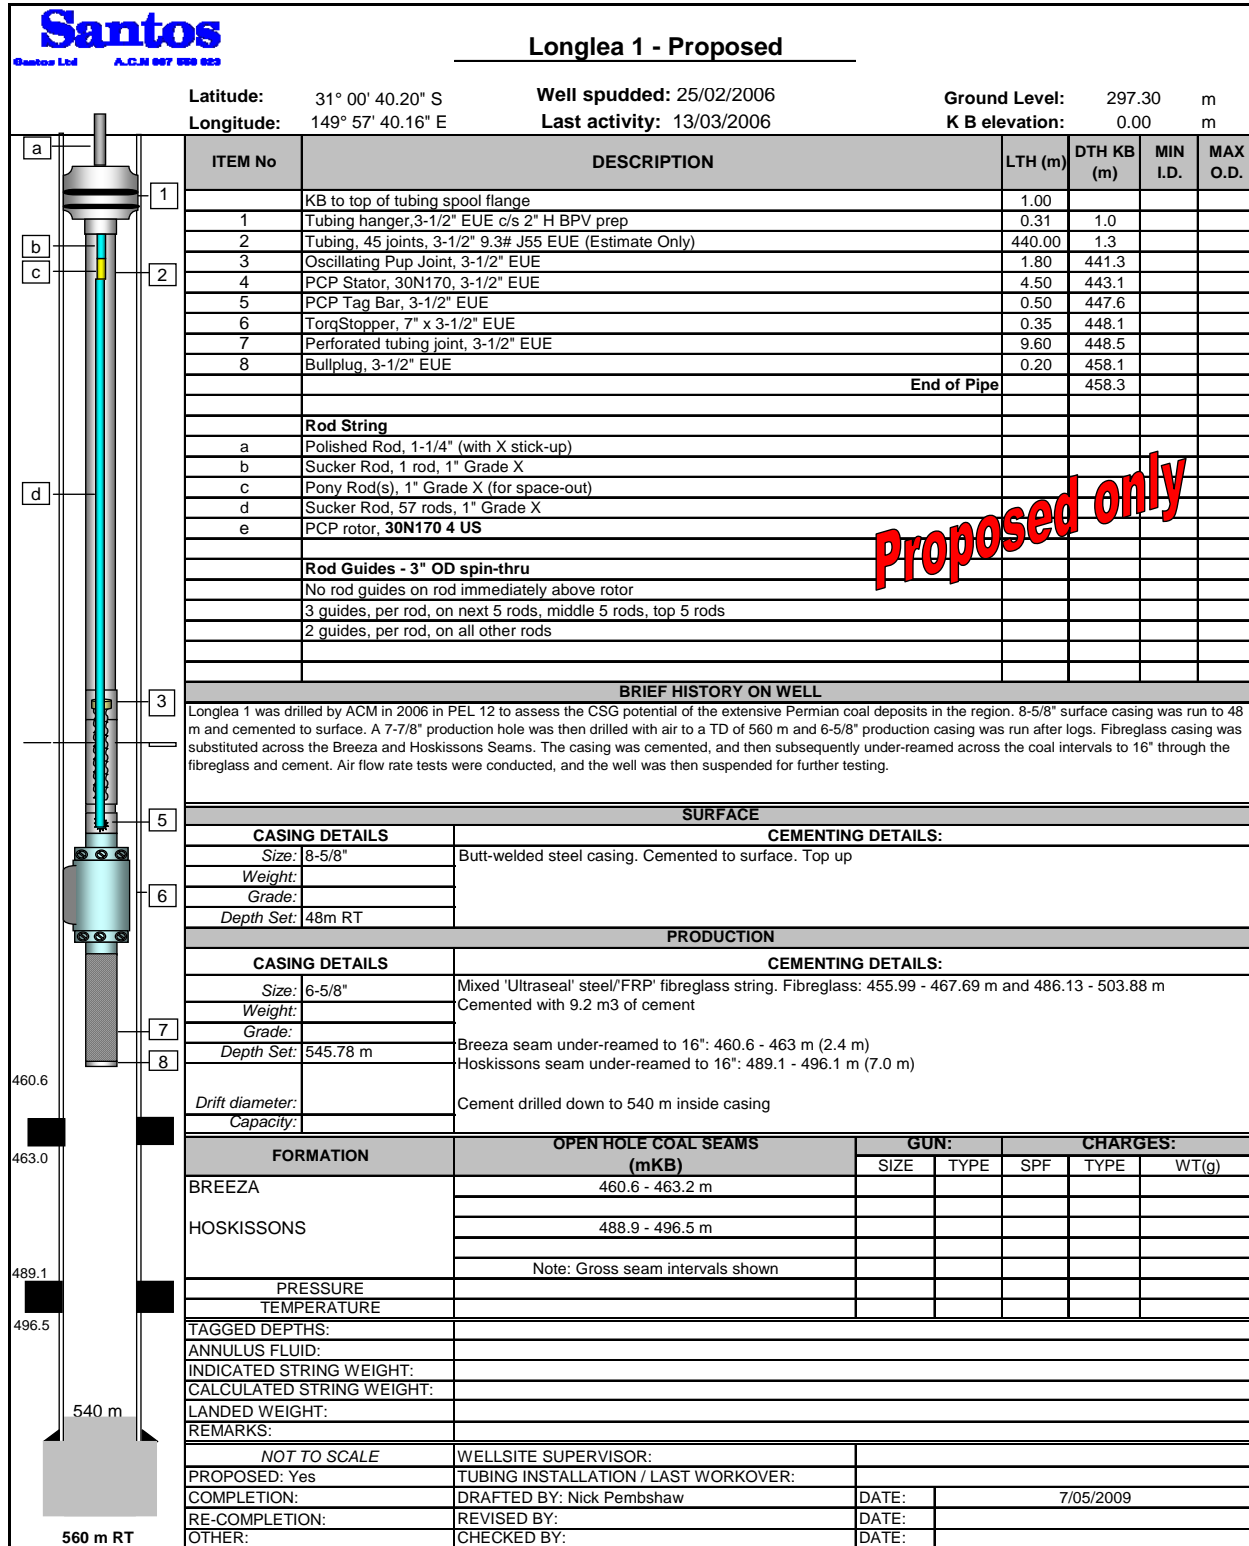 Santos
Santos Ltd A.C.N 007 550 923
Longlea 1 - Proposed
Latitude: 31° 00' 40.20" S Well spudded: 25/02/2006 Ground Level: 297.30 m
Longitude: 149° 57' 40.16" E Last activity: 13/03/2006 K B elevation: 0.00 m
ITEM No DESCRIPTION LTH (m) DTH KB (m) MIN I.D. MAX O.D.
KB to top of tubing spool flange 1.00
1 Tubing hanger,3-1/2" EUE c/s 2" H BPV prep 0.31 1.0
2 Tubing, 45 joints, 3-1/2" 9.3# J55 EUE (Estimate Only) 440.00 1.3
3 Oscillating Pup Joint, 3-1/2" EUE 1.80 441.3
4 PCP Stator, 30N170, 3-1/2" EUE 4.50 443.1
5 PCP Tag Bar, 3-1/2" EUE 0.50 447.6
6 TorqStopper, 7" x 3-1/2" EUE 0.35 448.1
7 Perforated tubing joint, 3-1/2" EUE 9.60 448.5
8 Bullplug, 3-1/2" EUE 0.20 458.1
End of Pipe 458.3
Rod String
a Polished Rod, 1-1/4" (with X stick-up)
b Sucker Rod, 1 rod, 1" Grade X
c Pony Rod(s), 1" Grade X (for space-out)
d Sucker Rod, 57 rods, 1" Grade X
e PCP rotor, 30N170 4 US
Proposed only
Rod Guides - 3" OD spin-thru
No rod guides on rod immediately above rotor
3 guides, per rod, on next 5 rods, middle 5 rods, top 5 rods
2 guides, per rod, on all other rods
BRIEF HISTORY ON WELL
Longlea 1 was drilled by ACM in 2006 in PEL 12 to assess the CSG potential of the extensive Permian coal deposits in the region. 8-5/8" surface casing was run to 48
m and cemented to surface. A 7-7/8" production hole was then drilled with air to a TD of 560 m and 6-5/8" production casing was run after logs. Fibreglass casing was
substituted across the Breeza and Hoskissons Seams. The casing was cemented, and then subsequently under-reamed across the coal intervals to 16" through the
fibreglass and cement. Air flow rate tests were conducted, and the well was then suspended for further testing.
SURFACE
CASING DETAILS CEMENTING DETAILS:
Size: 8-5/8" Butt-welded steel casing. Cemented to surface. Top up
Weight:
Grade:
Depth Set: 48m RT
PRODUCTION
CASING DETAILS CEMENTING DETAILS:
Size: 6-5/8" Mixed 'Ultraseal' steel/'FRP' fibreglass string. Fibreglass: 455.99 - 467.69 m and 486.13 - 503.88 m
Weight: Cemented with 9.2 m3 of cement
Grade:
Depth Set: 545.78 m Breeza seam under-reamed to 16": 460.6 - 463 m (2.4 m)
Hoskissons seam under-reamed to 16": 489.1 - 496.1 m (7.0 m)
Drift diameter: Cement drilled down to 540 m inside casing
Capacity:
FORMATION OPEN HOLE COAL SEAMS (mKB) GUN: CHARGES:
SIZE TYPE SPF TYPE WT(g)
BREEZA 460.6 - 463.2 m
HOSKISSONS 488.9 - 496.5 m
Note: Gross seam intervals shown
PRESSURE
TEMPERATURE
TAGGED DEPTHS:
ANNULUS FLUID:
INDICATED STRING WEIGHT:
CALCULATED STRING WEIGHT:
LANDED WEIGHT:
REMARKS:
NOT TO SCALE WELLSITE SUPERVISOR:
PROPOSED: Yes TUBING INSTALLATION / LAST WORKOVER:
COMPLETION: DRAFTED BY: Nick Pembshaw DATE: 7/05/2009
RE-COMPLETION: REVISED BY: DATE:
OTHER: CHECKED BY: DATE:
a
1
b
c
2
d
3
5
6
7
8
460.6
463.0
489.1
496.5
540 m
560 m RT